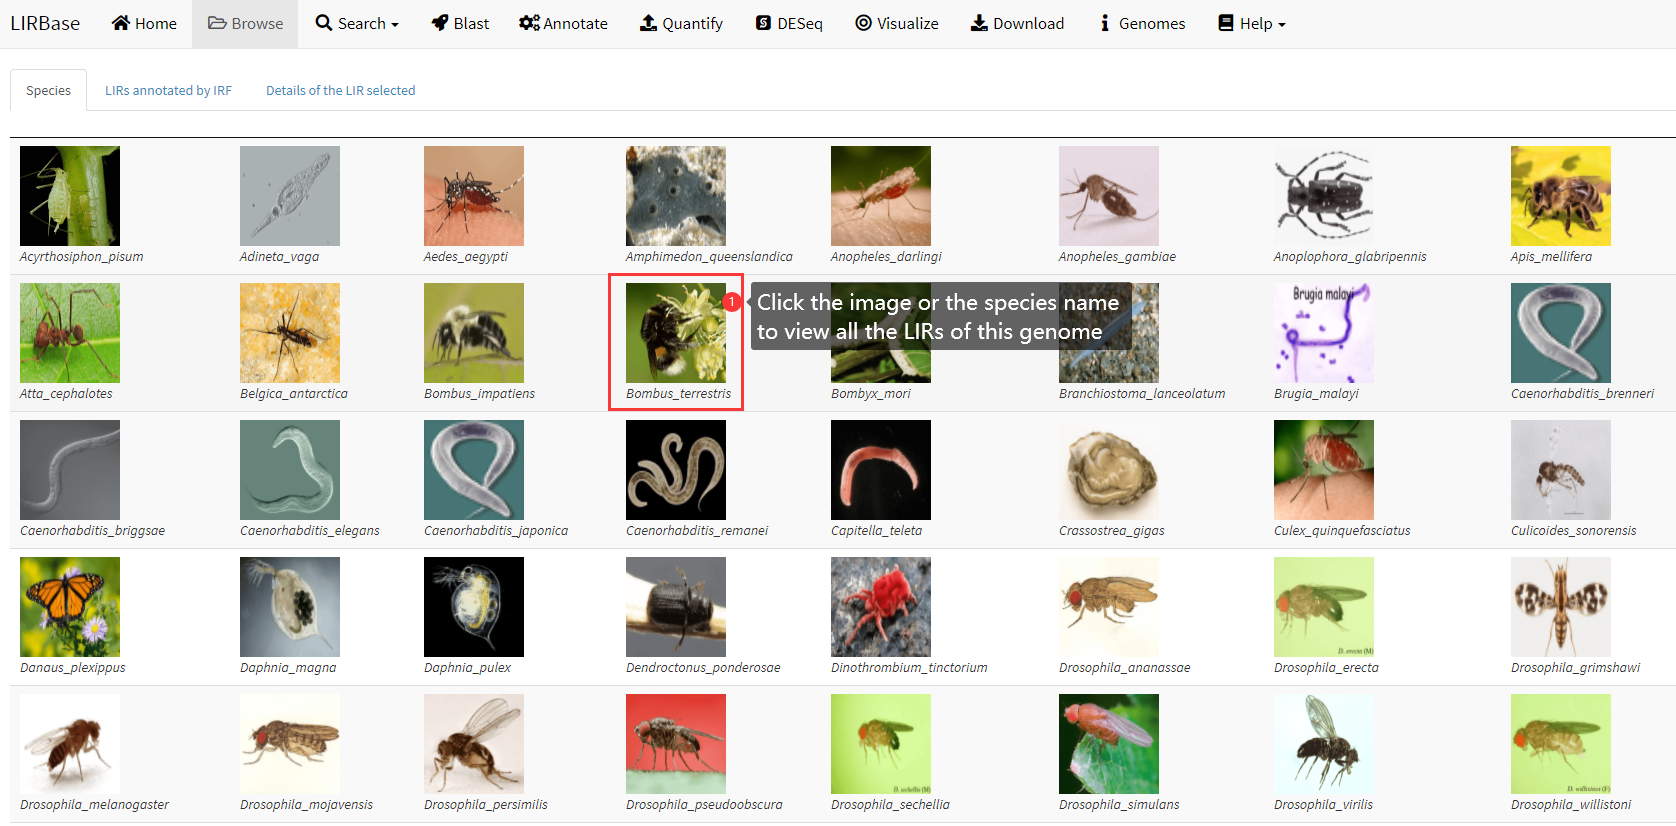 LIRBase Home Browse Search Blast Annotate Quantify DESeq Visualize Download Genomes Help
Species LIRs annotated by IRF Details of the LIR selected
Acyrthosiphon_pisum Adineta_vaga Aedes_aegypti Amphimedon_queenslandica Anopheles_darlingi Anopheles_gambiae Anoplophora_glabripennis Apis_mellifera
Brugia malayi
1 Click the image or the species name
to view all the LIRs of this genome
Atta_cephalotes Belgica_antarctica Bombus_impatiens Bombus_terrestris Bombyx_mori Branchiostoma_lanceolatum Brugia_malayi Caenorhabditis_brenneri
Caenorhabditis_briggsae Caenorhabditis_elegans Caenorhabditis_japonica Caenorhabditis_remanei Capitella_teleta Crassostrea_gigas Culex_quinquefasciatus Culicoides_sonorensis
D. erecta (M)
Danaus_plexippus Daphnia_magna Daphnia_pulex Dendroctonus_ponderosae Dinothrombium_tinctorium Drosophila_ananassae Drosophila_erecta Drosophila_grimshawi
D. sechellia (M) D. willistoni (F)
Drosophila_melanogaster Drosophila_mojavensis Drosophila_persimilis Drosophila_pseudoobscura Drosophila_sechellia Drosophila_simulans Drosophila_virilis Drosophila_willistoni